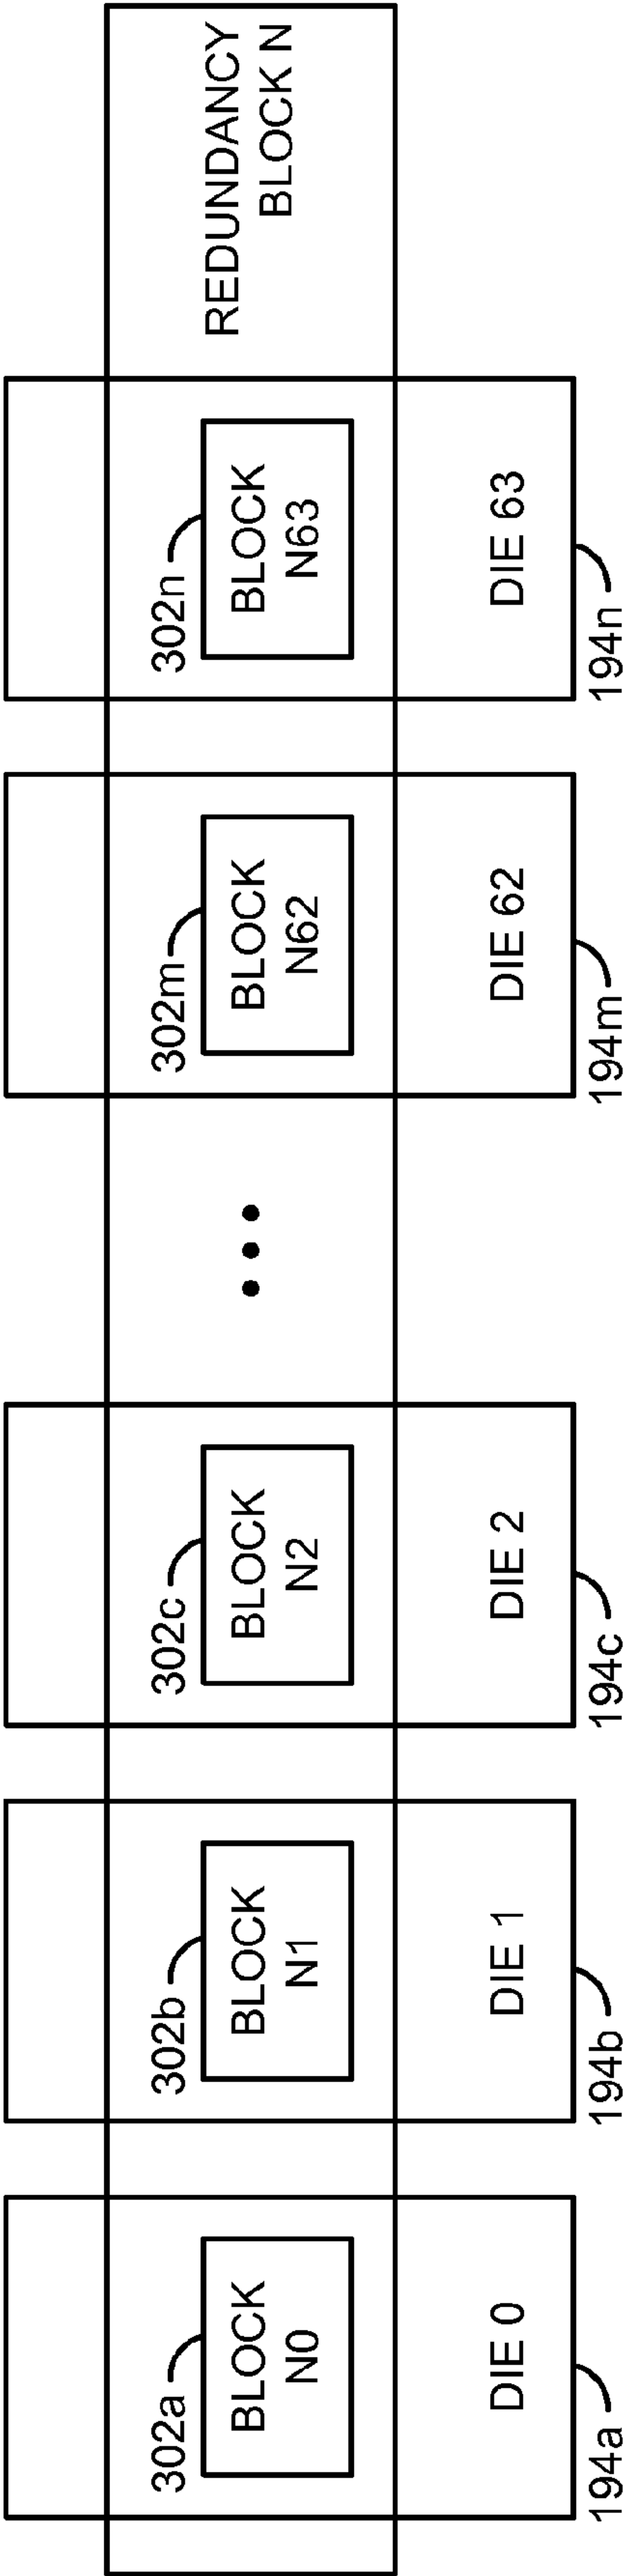 302a
BLOCK
N0
DIE 0
194a
302b
BLOCK
N1
DIE 1
194b
302c
BLOCK
N2
DIE 2
194c
302m
BLOCK
N62
DIE 62
194m
302n
BLOCK
N63
DIE 63
194n
REDUNDANCY
BLOCK N